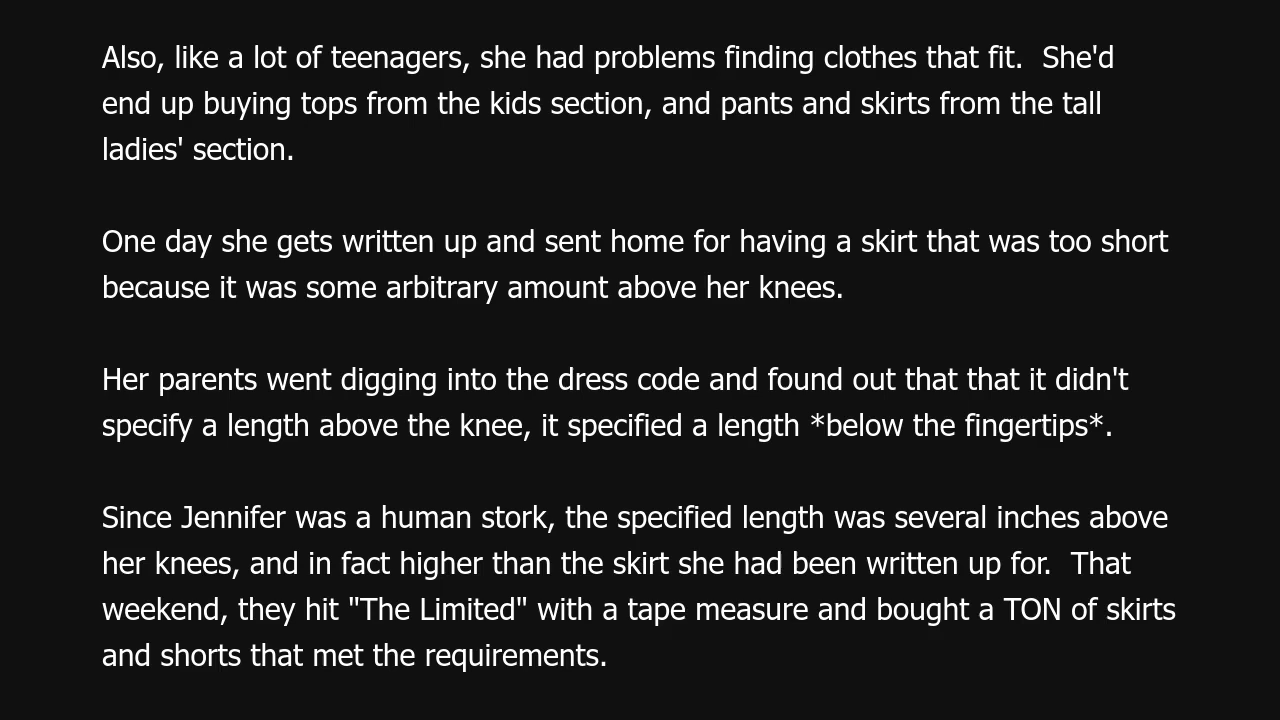 Also, like a lot of teenagers, she had problems finding clothes that fit.  She'd
end up buying tops from the kids section, and pants and skirts from the tall
ladies' section.
One day she gets written up and sent home for having a skirt that was too short
because it was some arbitrary amount above her knees.
Her parents went digging into the dress code and found out that that it didn't
specify a length above the knee, it specified a length *below the fingertips*.
Since Jennifer was a human stork, the specified length was several inches above
her knees, and in fact higher than the skirt she had been written up for.  That
weekend, they hit "The Limited" with a tape measure and bought a TON of skirts
and shorts that met the requirements.